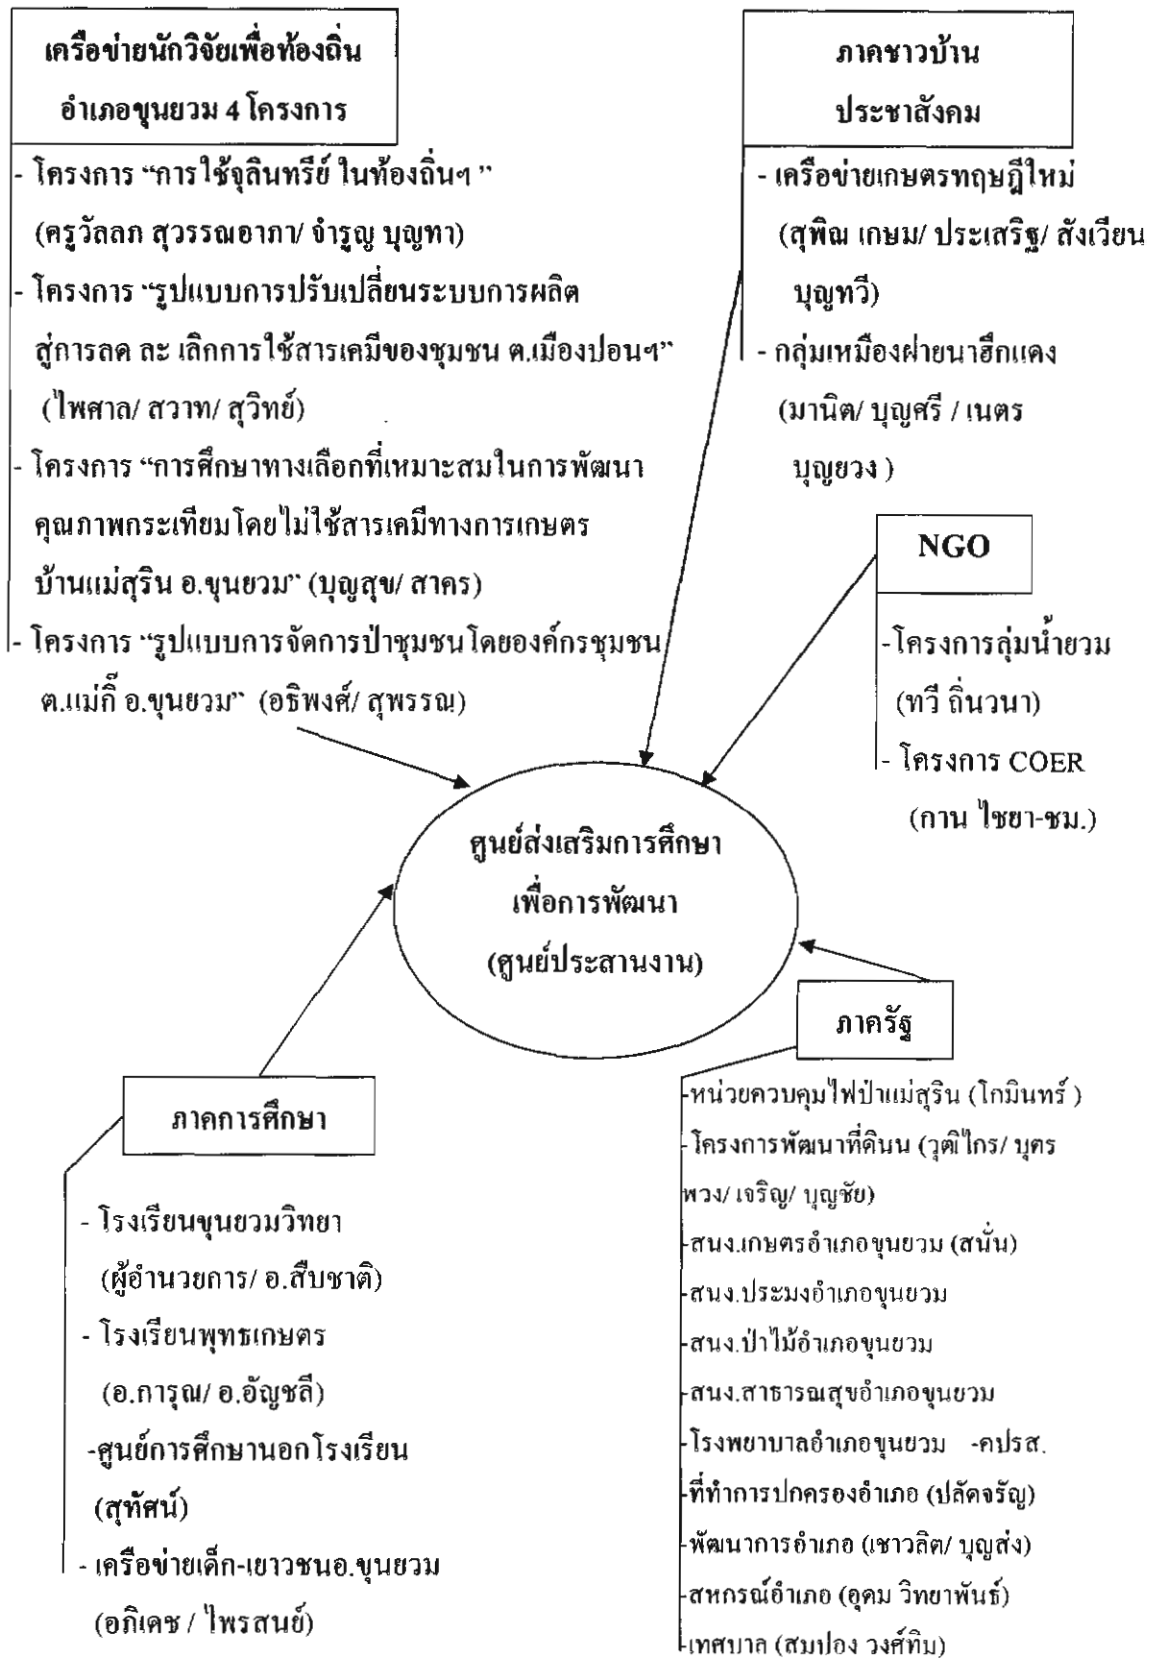 เครือข่ายนักวิจัยเพื่อท้องถิ่น
อำเภอขุนยวม 4 โครงการ
- โครงการ “การใช้จุลินทรีย์ ในท้องถิ่นฯ ”
(ครูวัลลภ สุวรรณอาภา/ จำรูญ บุญทา)
- โครงการ “รูปแบบการปรับเปลี่ยนระบบการผลิต
สู่การลด ละ เลิกการใช้สารเคมีของชุมชน ต.เมืองปอนฯ”
(ไพศาล/ สวาท/ สุวิทย์)
- โครงการ “การศึกษาทางเลือกที่เหมาะสมในการพัฒนา
คุณภาพกระเทียมโดยไม่ใช้สารเคมีทางการเกษตร
บ้านแม่สุริน อ.ขุนยวม” (บุญสุข/ สาคร)
- โครงการ “รูปแบบการจัดการป่าชุมชนโดยองค์กรชุมชน
ต.แม่กิ๊ อ.ขุนยวม” (อธิพงศ์/ สุพรรณ)
ภาคชาวบ้าน
ประชาสังคม
- เครือข่ายเกษตรทฤษฎีใหม่
(สุพิณ เกษม/ ประเสริฐ/ สังเวียน
บุญทวี)
- กลุ่มเหมืองฝายนาฮึกแดง
(มานิต/ บุญศรี / เนตร
บุญยวง )
NGO
-โครงการลุ่มน้ำยวม
(ทวี ถิ่นวนา)
- โครงการ COER
(กาน ไชยา-ชม.)
ศูนย์ส่งเสริมการศึกษา
เพื่อการพัฒนา
(ศูนย์ประสานงาน)
ภาคการศึกษา
- โรงเรียนขุนยวมวิทยา
(ผู้อำนวยการ/ อ.สืบชาติ)
- โรงเรียนพุทธเกษตร
(อ.การุณ/ อ.อัญชลี)
-ศูนย์การศึกษานอกโรงเรียน
(สุทัศน์)
- เครือข่ายเด็ก-เยาวชนอ.ขุนยวม
(อภิเดช / ไพรสนย์)
ภาครัฐ
-หน่วยควบคุมไฟป่าแม่สุริน (โกมินทร์ )
-โครงการพัฒนาที่ดินน (วุฒิไกร/ บุตร
พวง/ เจริญ/ บุญชัย)
-สนง.เกษตรอำเภอขุนยวม (สนั่น)
-สนง.ประมงอำเภอขุนยวม
-สนง.ป่าไม้อำเภอขุนยวม
-สนง.สาธารณสุขอำเภอขุนยวม
-โรงพยาบาลอำเภอขุนยวม -คปรส.
-ที่ทำการปกครองอำเภอ (ปลัดจรัญ)
-พัฒนาการอำเภอ (เชาวลิต/ บุญส่ง)
-สหกรณ์อำเภอ (อุดม วิทยาพันธ์)
-เทศบาล (สมปอง วงศ์ทิม)